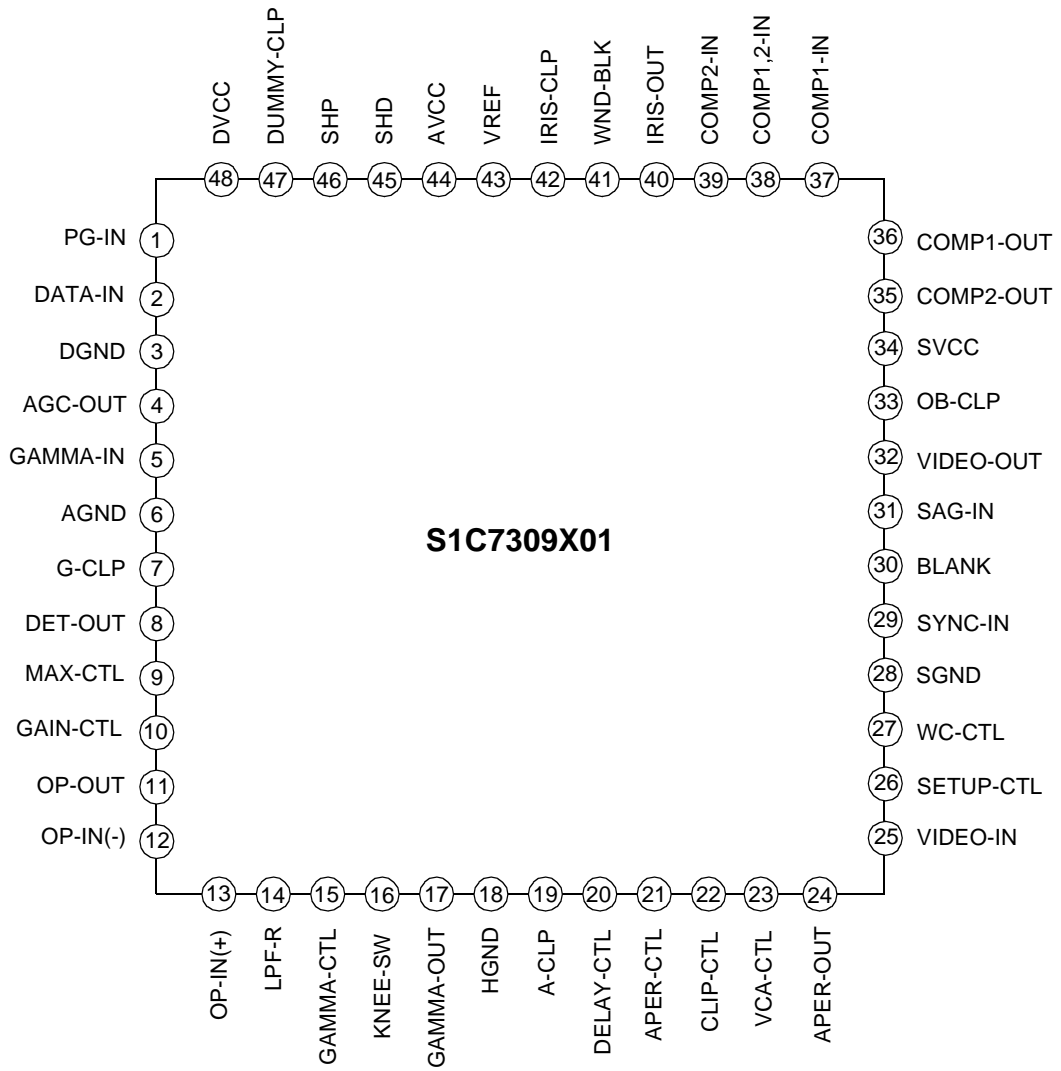 DVCC
DUMMY-CLP
SHP
SHD
AVCC
VREF
IRIS-CLP
WND-BLK
IRIS-OUT
COMP2-IN
COMP1,2-IN
COMP1-IN
48 47 46 45 44 43 42 41 40 39 38 37
PG-IN 1
DATA-IN 2
DGND 3
AGC-OUT 4
GAMMA-IN 5
AGND 6
G-CLP 7
DET-OUT 8
MAX-CTL 9
GAIN-CTL 10
OP-OUT 11
OP-IN(-) 12
S1C7309X01
36 COMP1-OUT
35 COMP2-OUT
34 SVCC
33 OB-CLP
32 VIDEO-OUT
31 SAG-IN
30 BLANK
29 SYNC-IN
28 SGND
27 WC-CTL
26 SETUP-CTL
25 VIDEO-IN
13 14 15 16 17 18 19 20 21 22 23 24
OP-IN(+)
LPF-R
GAMMA-CTL
KNEE-SW
GAMMA-OUT
HGND
A-CLP
DELAY-CTL
APER-CTL
CLIP-CTL
VCA-CTL
APER-OUT